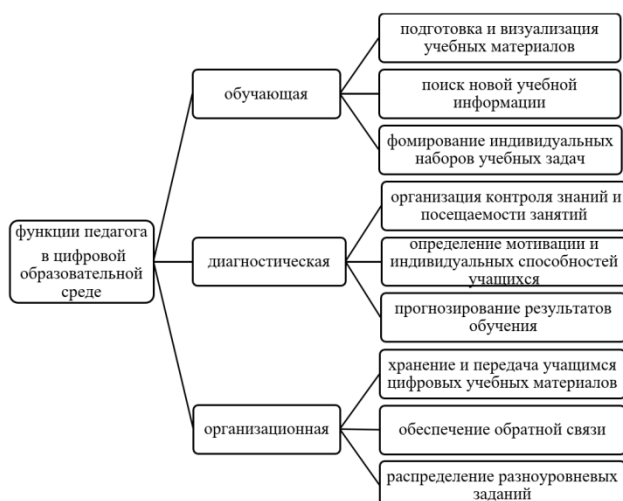 функции педагога
в цифровой
образовательной
среде
обучающая
подготовка и визуализация
учебных материалов
поиск новой учебной
информации
фомирование индивидуальных
наборов учебных задач
диагностическая
организация контроля знаний и
посещаемости занятий
определение мотивации и
индивидуальных способностей
учащихся
прогнозирование результатов
обучения
организационная
хранение и передача учащимся
цифровых учебных материалов
обеспечение обратной связи
распределение разноуровневых
заданий